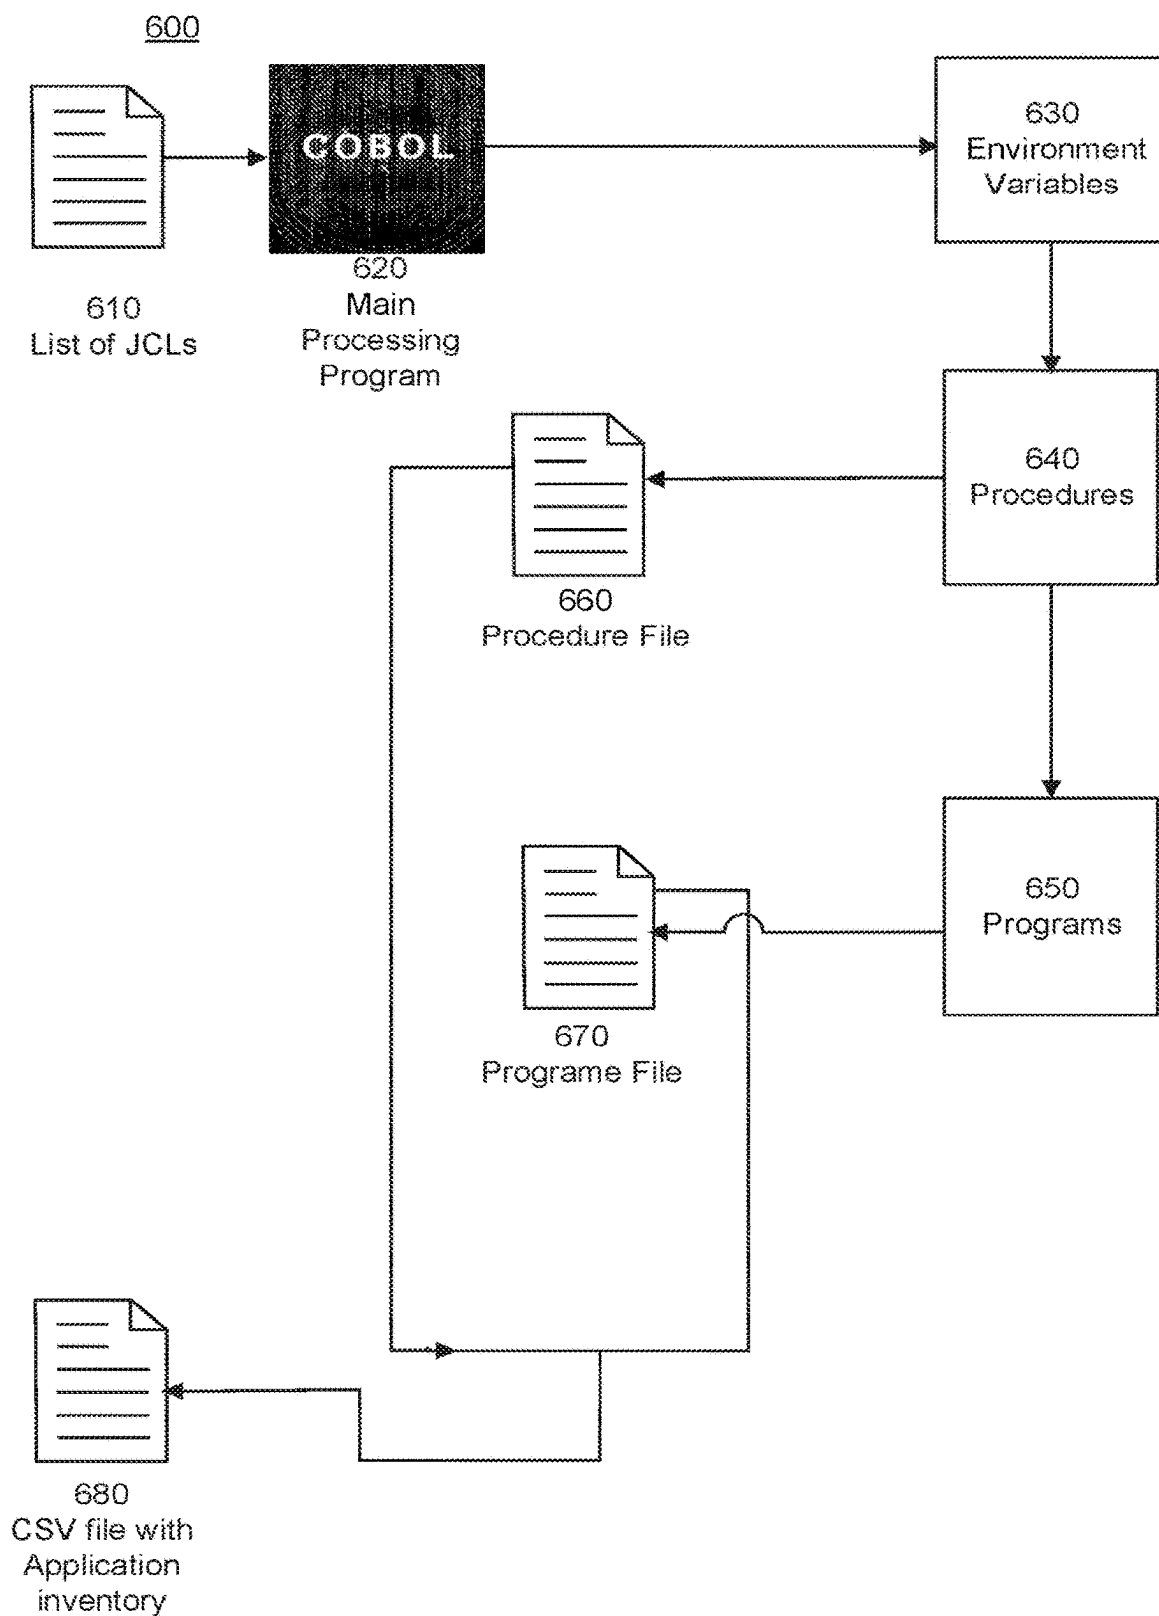 600
COBOL
630
Environment
Variables
620
Main
Processing
Program
610
List of JCLs
640
Procedures
660
Procedure File
650
Programs
670
Programe File
680
CSV file with
Application
inventory